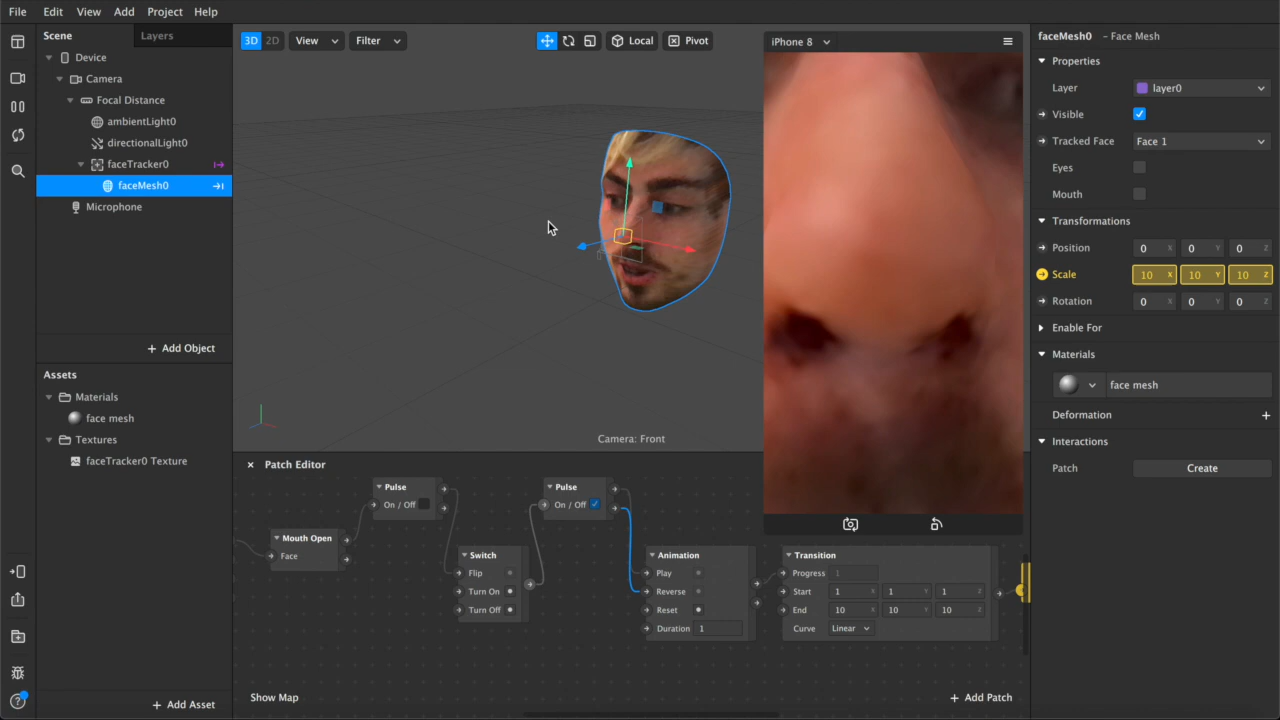 File Edit View Add Project Help
Scene Layers
Device
Camera
Focal Distance
ambientLight0
directionalLight0
faceTracker0
faceMesh0
Microphone
+ Add Object
Assets
Materials
face mesh
Textures
faceTracker0 Texture
+ Add Asset
3D 2D View Filter Local Pivot
Camera: Front
iPhone 8
× Patch Editor
Pulse
On / Off
Mouth Open
Face
Switch
Flip
Turn On
Turn Off
Pulse
On / Off
Animation
Play
Reverse
Reset
Duration 1
Transition
Progress 1
Start 1 X 1 Y 1 Z
End 10 X 10 Y 10 Z
Curve Linear
Show Map
+ Add Patch
faceMesh0 – Face Mesh
Properties
Layer layer0
Visible
Tracked Face Face 1
Eyes
Mouth
Transformations
Position 0 X 0 Y 0 Z
Scale 10 X 10 Y 10 Z
Rotation 0 X 0 Y 0 Z
Enable For
Materials
face mesh
Deformation +
Interactions
Patch Create